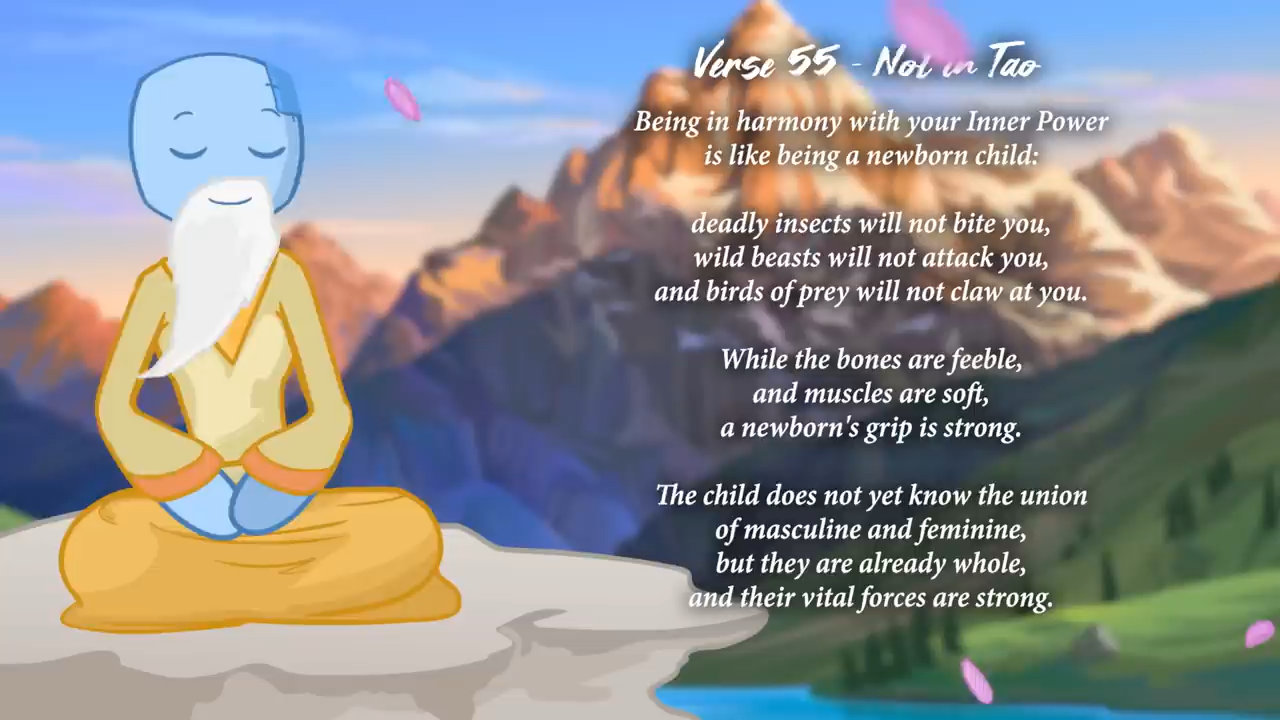 Verse 55 - Not in Tao
Being in harmony with your Inner Power
is like being a newborn child:
deadly insects will not bite you,
wild beasts will not attack you,
and birds of prey will not claw at you.
While the bones are feeble,
and muscles are soft,
a newborn's grip is strong.
The child does not yet know the union
of masculine and feminine,
but they are already whole,
and their vital forces are strong.